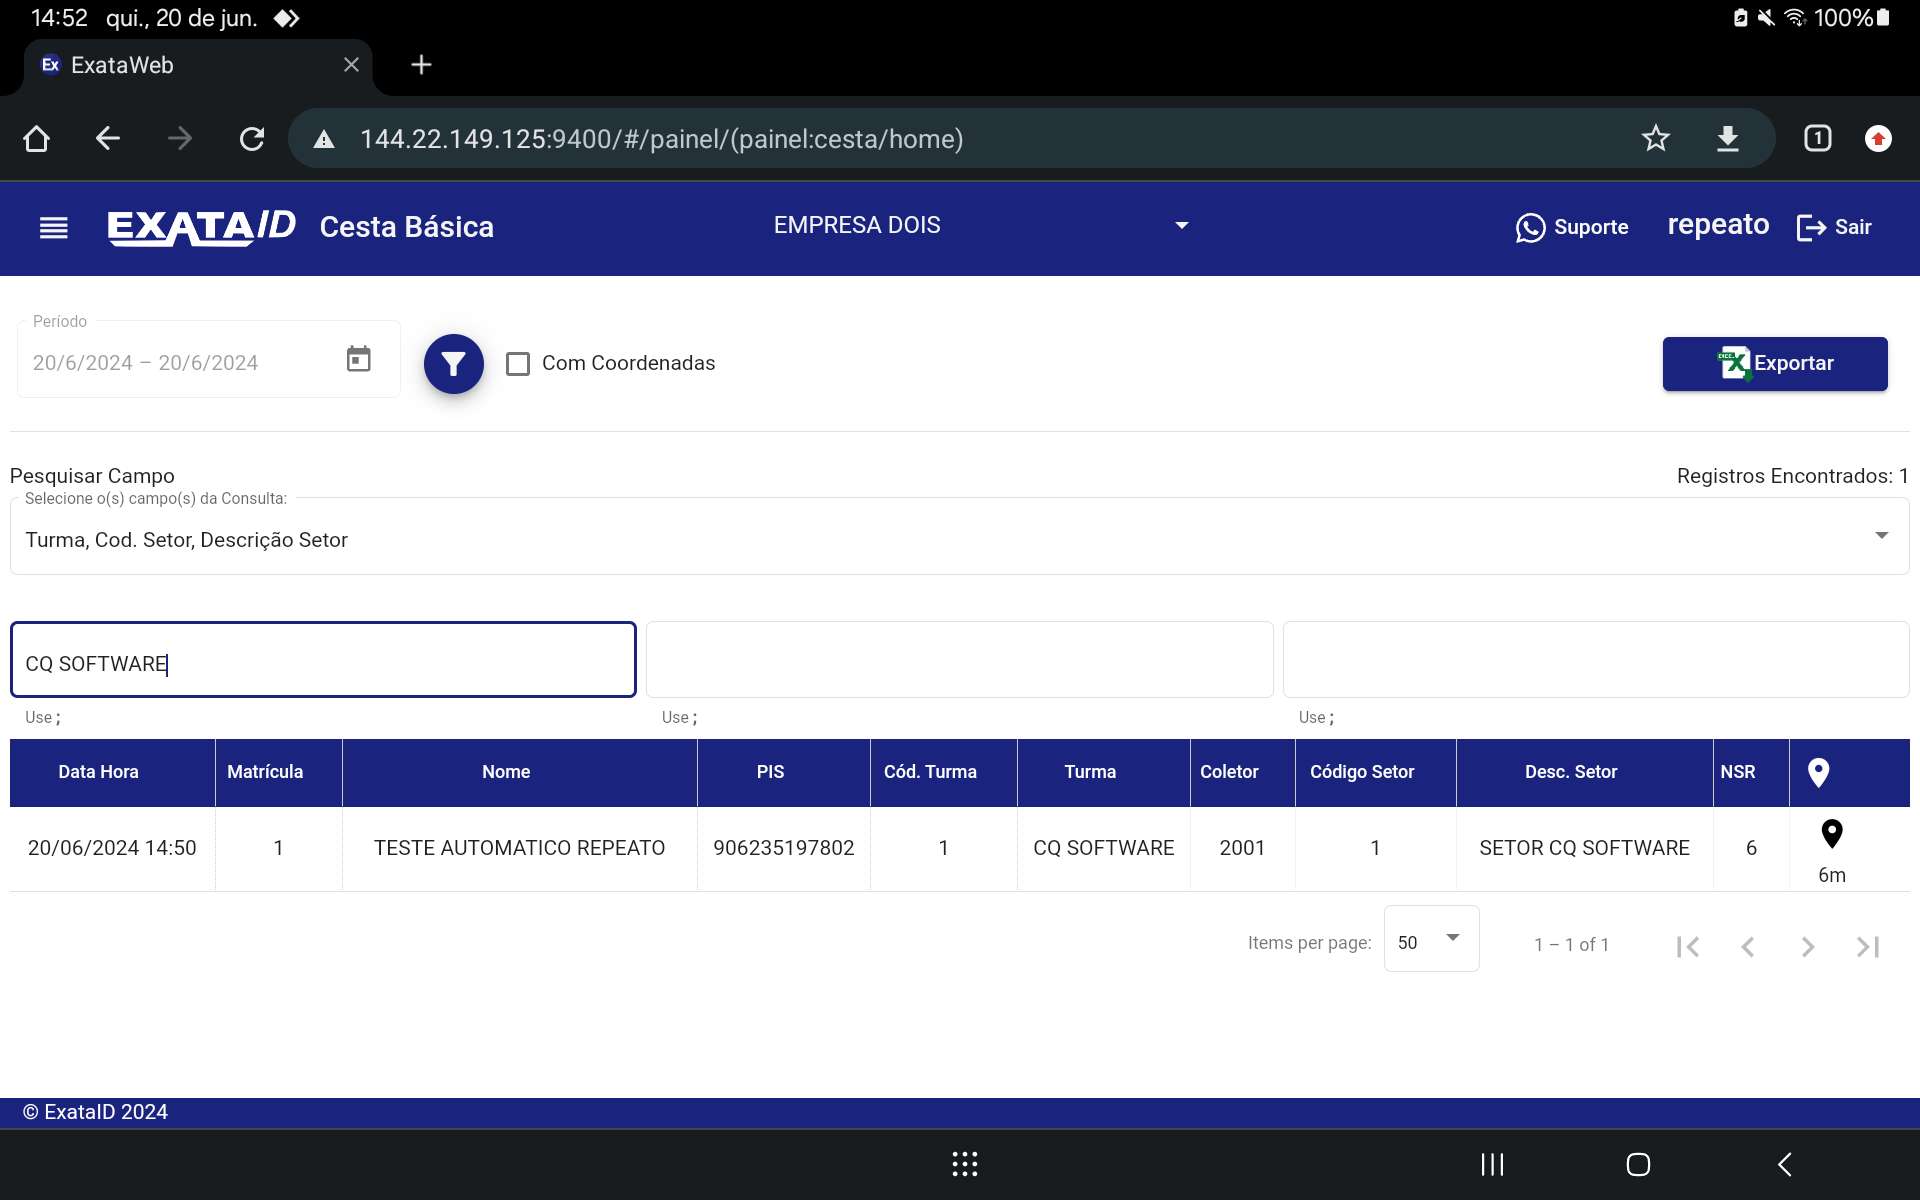 14:52 qui., 20 de jun. 100%
Ex ExataWeb
144.22.149.125:9400/#/painel/(painel:cesta/home) 1
EXATAID Cesta Básica EMPRESA DOIS Suporte repeato Sair
Período
20/6/2024 – 20/6/2024 Com Coordenadas Exportar
Pesquisar Campo Registros Encontrados: 1
Selecione o(s) campo(s) da Consulta:
Turma, Cod. Setor, Descrição Setor
CQ SOFTWARE
Use ; Use ; Use ;
Data Hora Matrícula Nome PIS Cód. Turma Turma Coletor Código Setor Desc. Setor NSR
20/06/2024 14:50 1 TESTE AUTOMATICO REPEATO 906235197802 1 CQ SOFTWARE 2001 1 SETOR CQ SOFTWARE 6
6m
Items per page: 50 1 – 1 of 1
© ExataID 2024